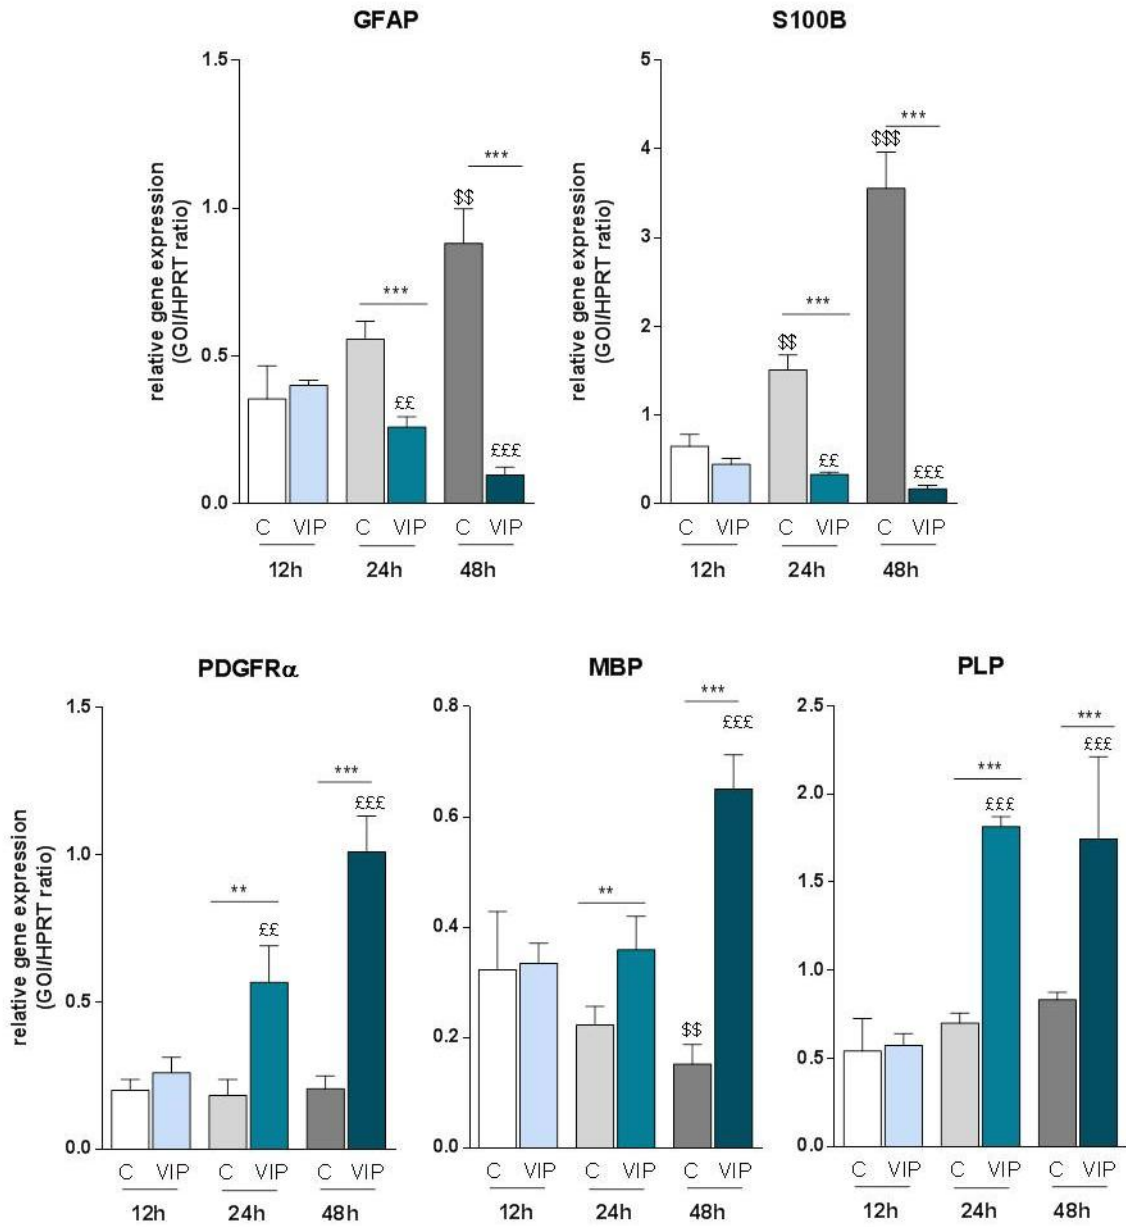 GFAP
relative gene expression
(GOI/HPRT ratio)
1.5
1.0
0.5
0.0
***
$$
***
££
£££
C VIP C VIP C VIP
12h 24h 48h
S100B
relative gene expression
(GOI/HPRT ratio)
5
4
3
2
1
0
***
$$$
***
$$
££
£££
C VIP C VIP C VIP
12h 24h 48h
PDGFRα
relative gene expression
(GOI/HPRT ratio)
1.5
1.0
0.5
0.0
***
£££
**
££
C VIP C VIP C VIP
12h 24h 48h
MBP
0.8
0.6
0.4
0.2
0.0
***
£££
**
$$
C VIP C VIP C VIP
12h 24h 48h
PLP
2.5
2.0
1.5
1.0
0.5
0.0
***
£££
***
£££
C VIP C VIP C VIP
12h 24h 48h